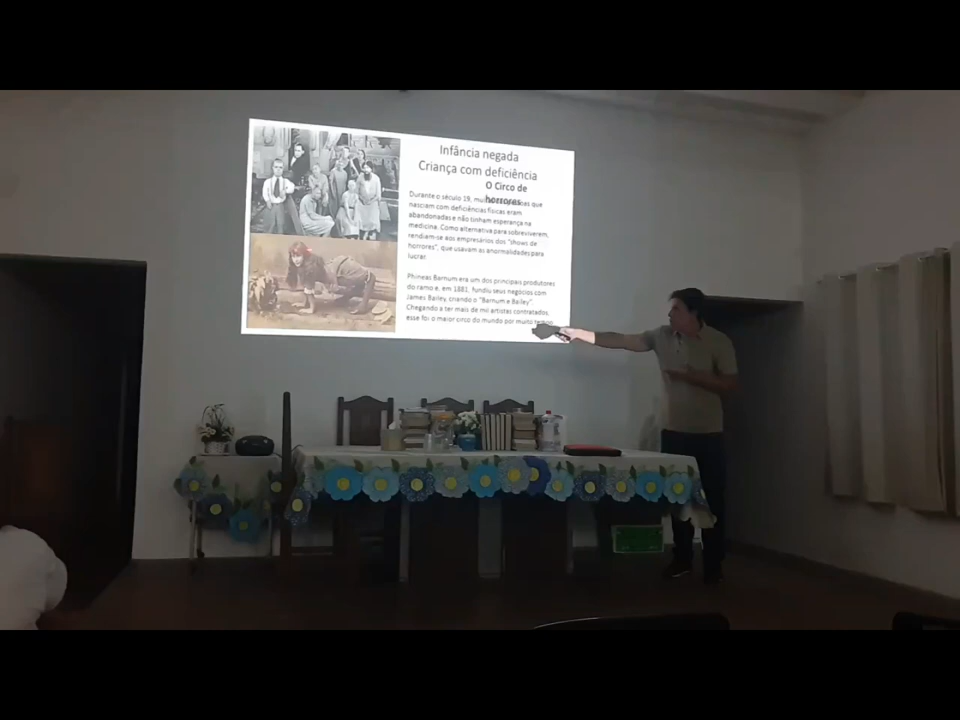 Infância negada
Criança com deficiência
O Circo de
horrores
Durante o século 19, que
nasciam com deficiências físicas eram
abandonadas e não tinham esperança na
medicina. Como alternativa para sobreviverem,
rendiam-se aos empresários dos "shows de
horrores", que usavam as anormalidades para
lucrar.
Phineas Barnum era um dos principais produtores
do ramo e, em 1881, fundiu seus negócios com
James Bailey, criando o "Barnum e Bailey".
Chegando a ter mais de mil artistas contratados,
esse foi o maior circo do mundo por muito tempo